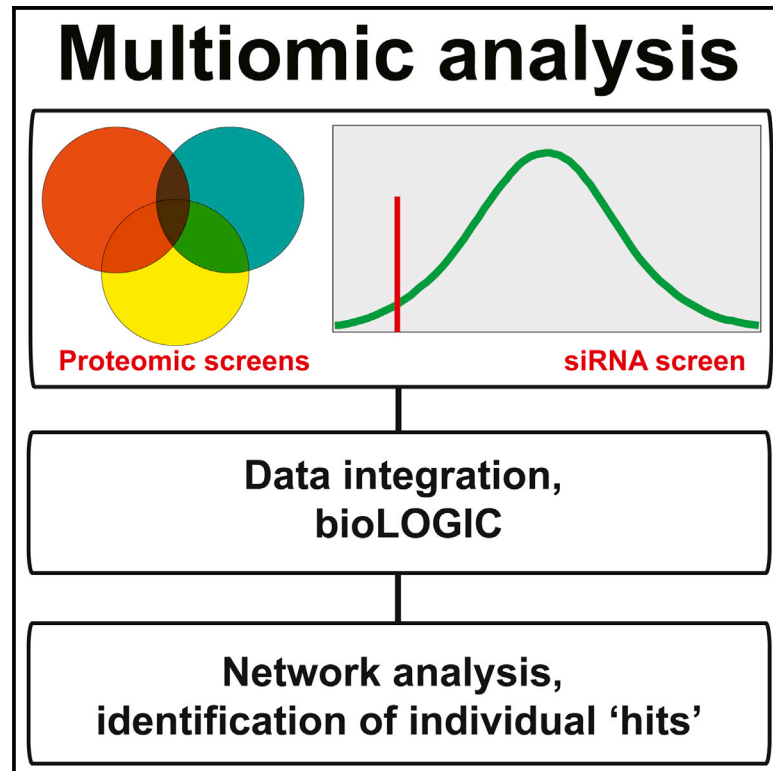 Multiomic analysis
Proteomic screens
siRNA screen
Data integration,
bioLOGIC
Network analysis,
identification of individual ‘hits’